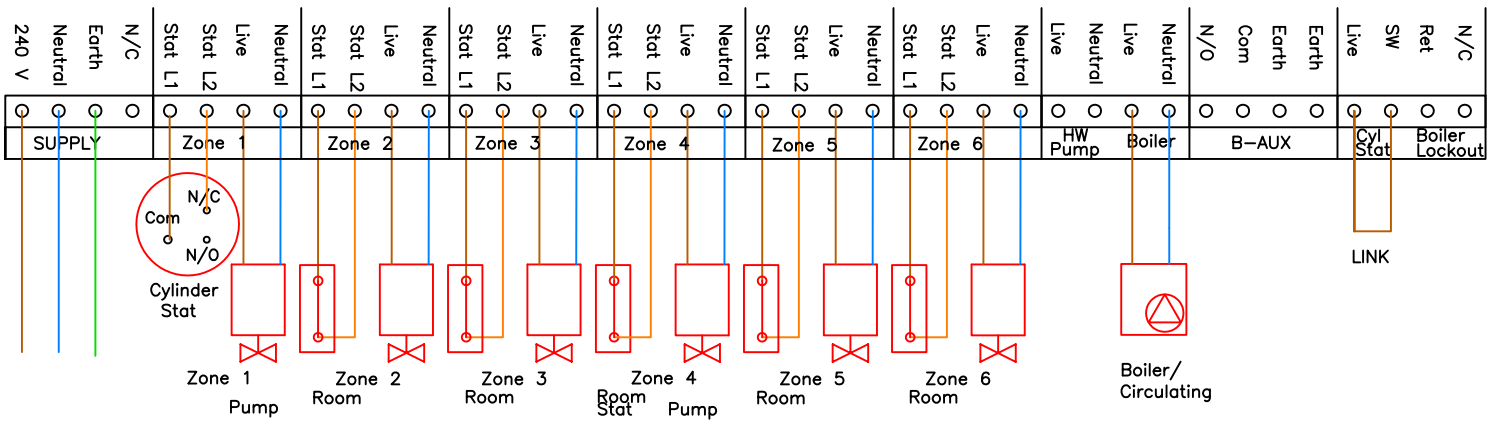 240 V
Neutral
Earth
N/C
Stat L1
Stat L2
Live
Neutral
Stat L1
Stat L2
Live
Neutral
Stat L1
Stat L2
Live
Neutral
Stat L1
Stat L2
Live
Neutral
Stat L1
Stat L2
Live
Neutral
Stat L1
Stat L2
Live
Neutral
Live
Neutral
Live
Neutral
N/O
Com
Earth
Earth
Live
SW
Ret
N/C
SUPPLY
Zone 1
Zone 2
Zone 3
Zone 4
Zone 5
Zone 6
HW
Pump
Boiler
B-AUX
Cyl
Stat
Boiler
Lockout
N/C
Com
N/O
Cylinder
Stat
LINK
Zone 1
Pump
Zone 2
Room
Zone 3
Room
Zone 4
Room
Stat
Pump
Zone 5
Room
Zone 6
Room
Boiler/
Circulating